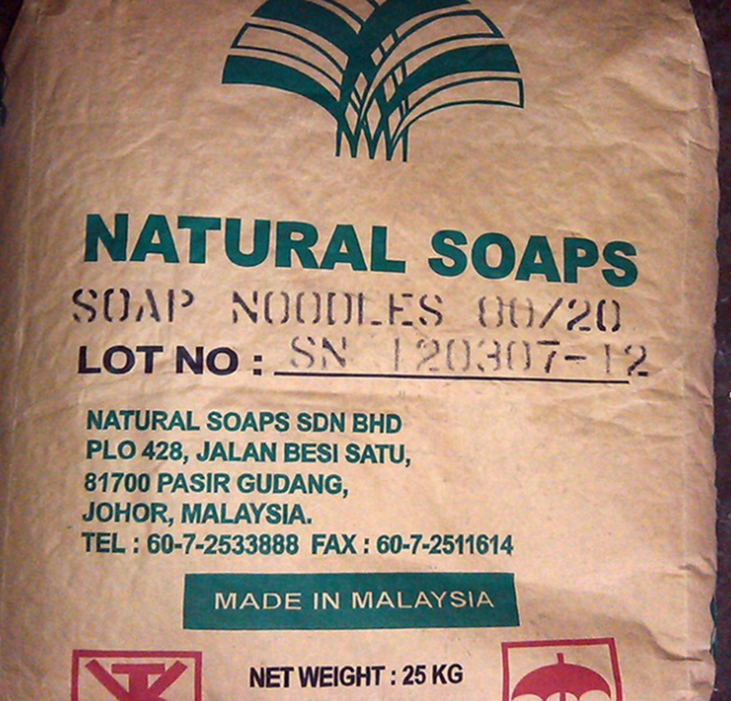 NATURAL SOAPS
SOAP NOODLES 80/20
LOT NO : SN 120307-12
NATURAL SOAPS SDN BHD
PLO 428, JALAN BESI SATU,
81700 PASIR GUDANG,
JOHOR, MALAYSIA.
TEL : 60-7-2533888 FAX : 60-7-2511614
MADE IN MALAYSIA
NET WEIGHT : 25 KG